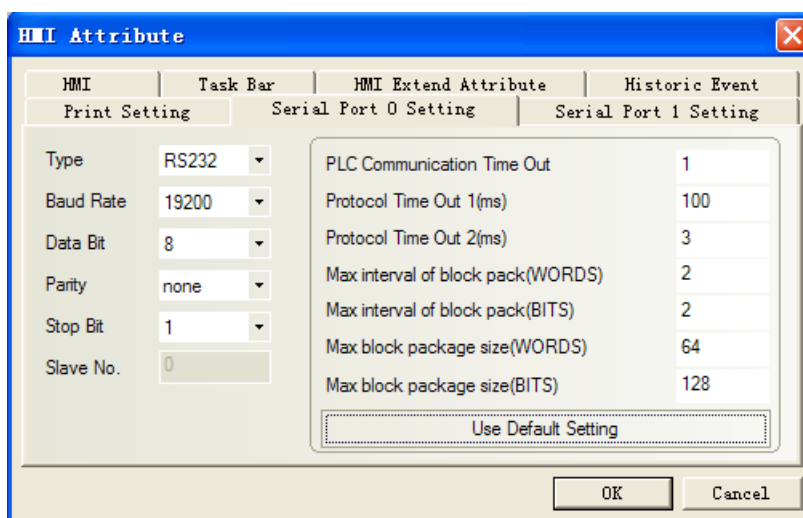 HMI Attribute
HMI Task Bar HMI Extend Attribute Historic Event
Print Setting Serial Port 0 Setting Serial Port 1 Setting
Type RS232
Baud Rate 19200
Data Bit 8
Parity none
Stop Bit 1
Slave No. 0
PLC Communication Time Out 1
Protocol Time Out 1(ms) 100
Protocol Time Out 2(ms) 3
Max interval of block pack(WORDS) 2
Max interval of block pack(BITS) 2
Max block package size(WORDS) 64
Max block package size(BITS) 128
Use Default Setting
OK Cancel